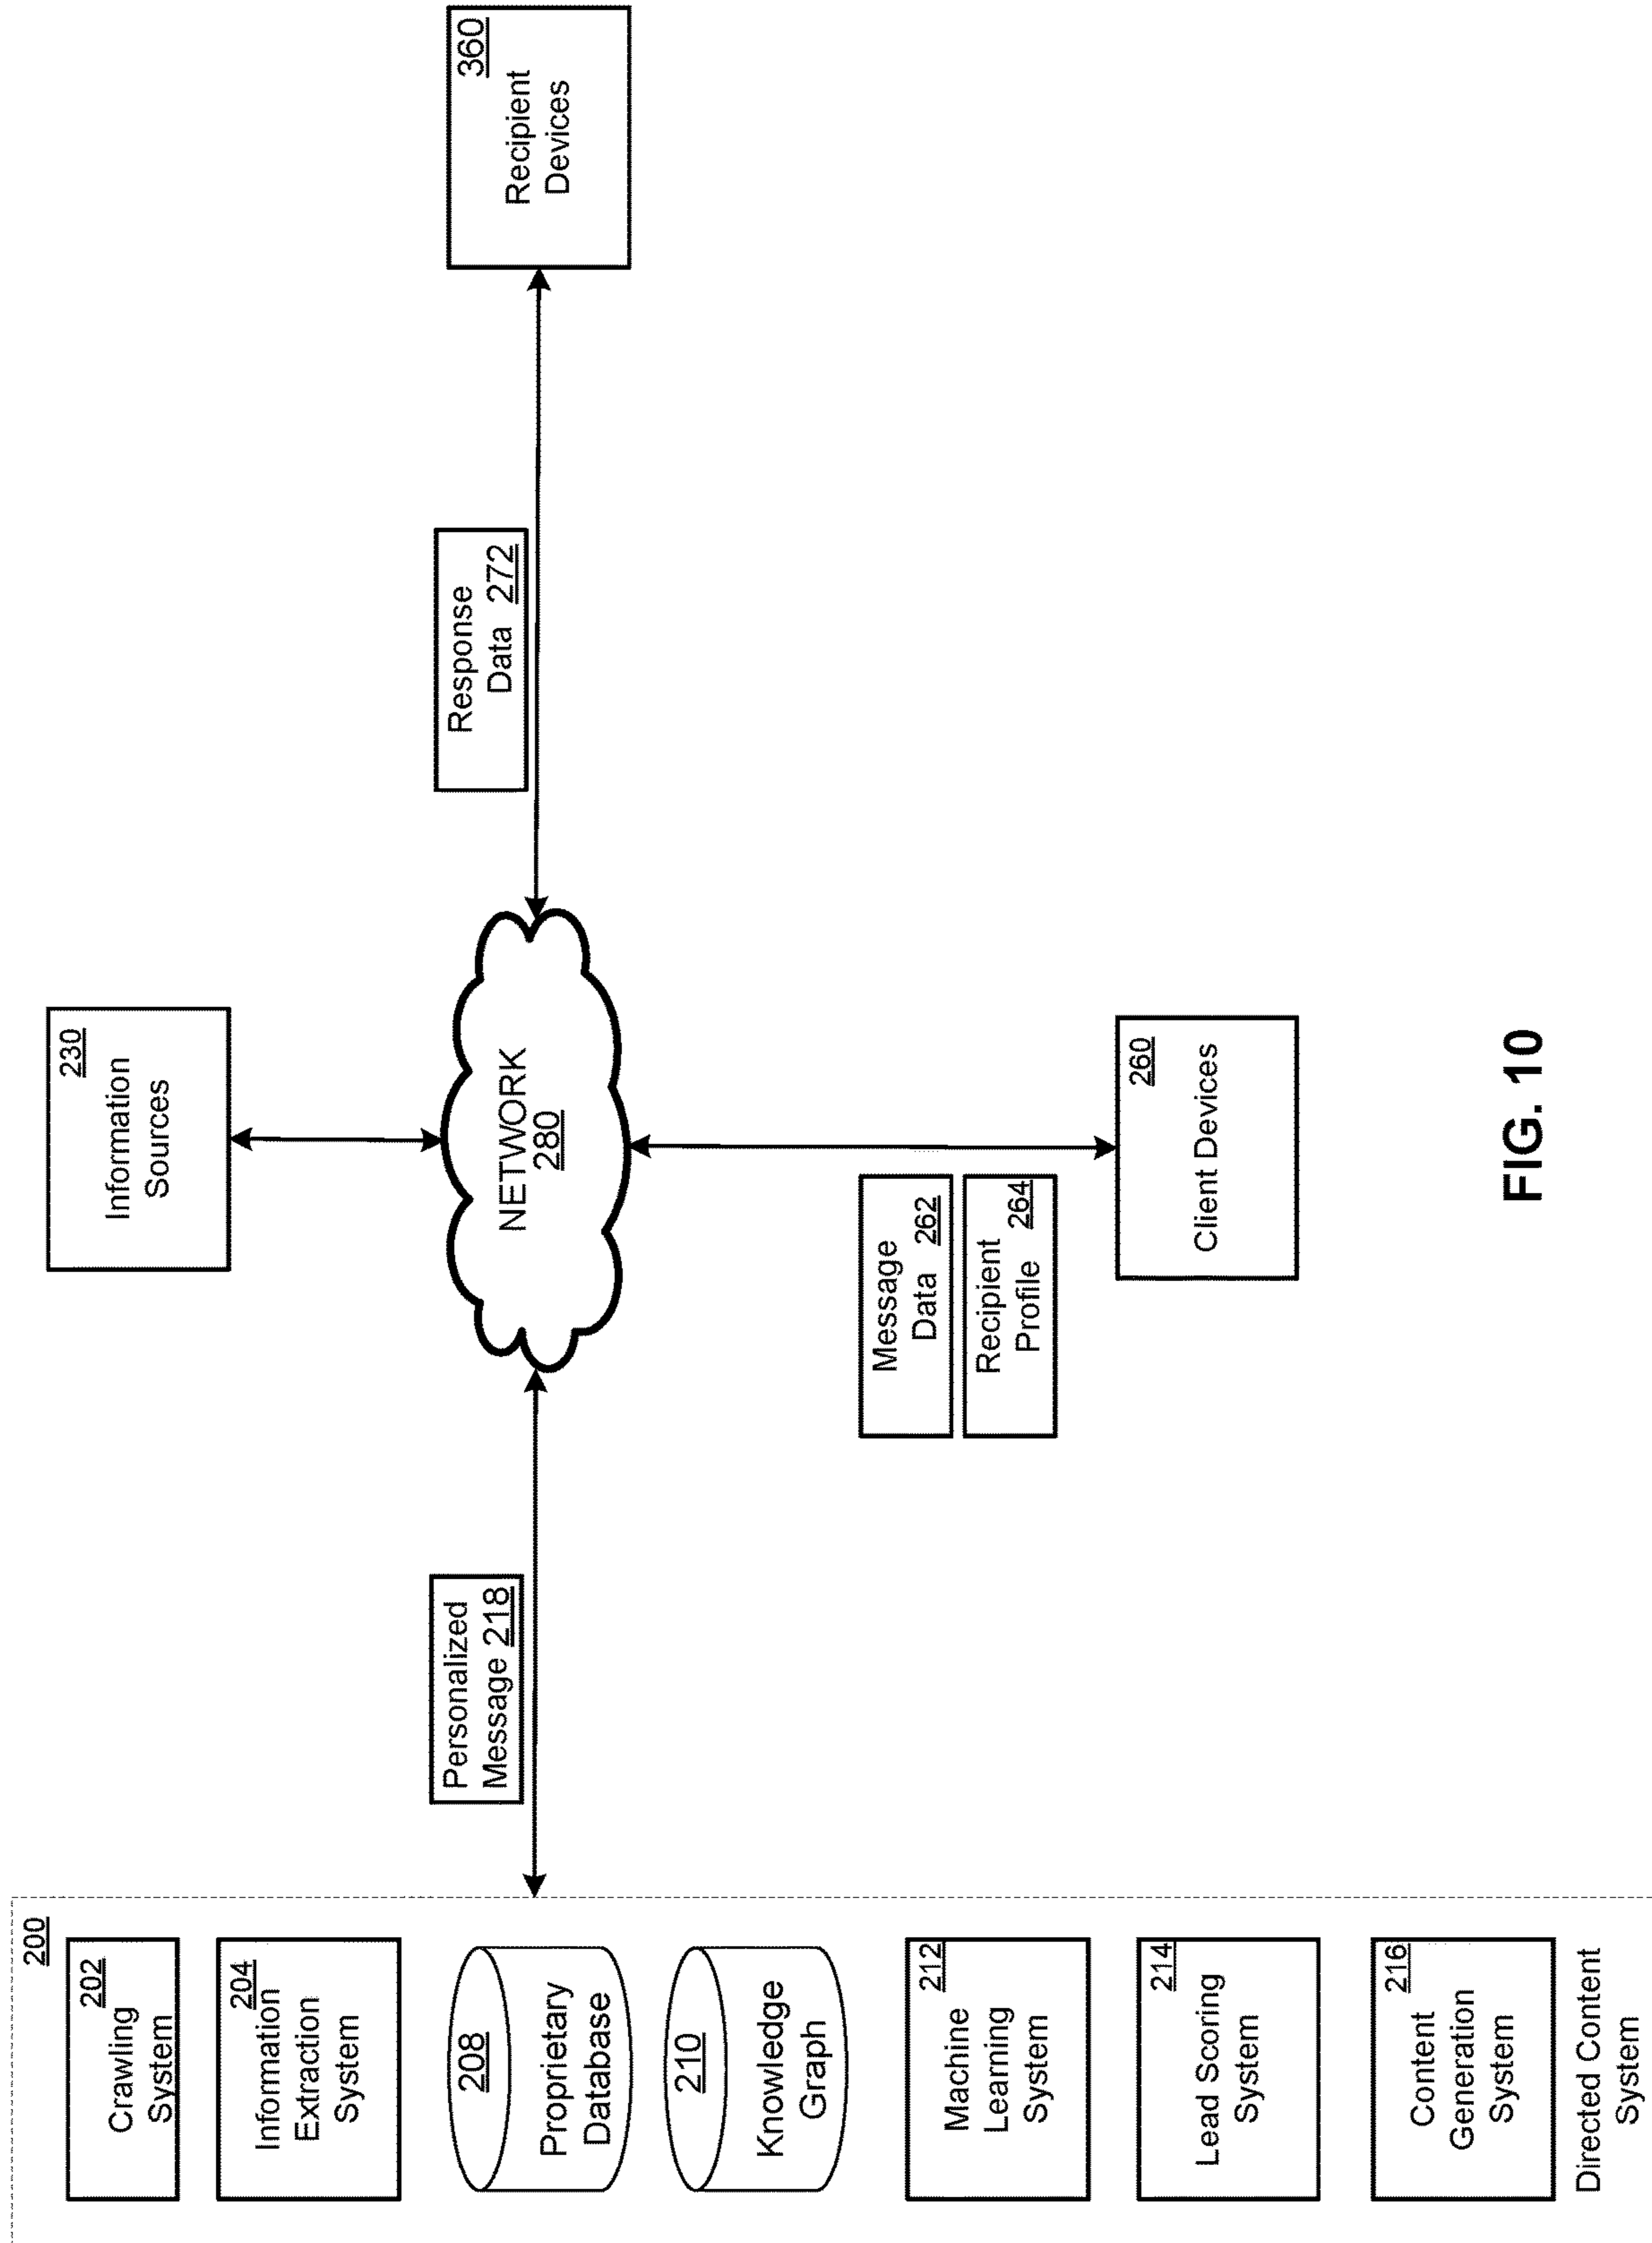 200
202
Crawling
System
204
Information
Extraction
System
208
Proprietary
Database
210
Knowledge
Graph
212
Machine
Learning
System
214
Lead Scoring
System
216
Content
Generation
System
Directed Content
System
Personalized
Message 218
230
Information
Sources
NETWORK
280
Message
Data 262
Recipient
Profile 264
260
Client Devices
Response
Data 272
360
Recipient
Devices
FIG. 10